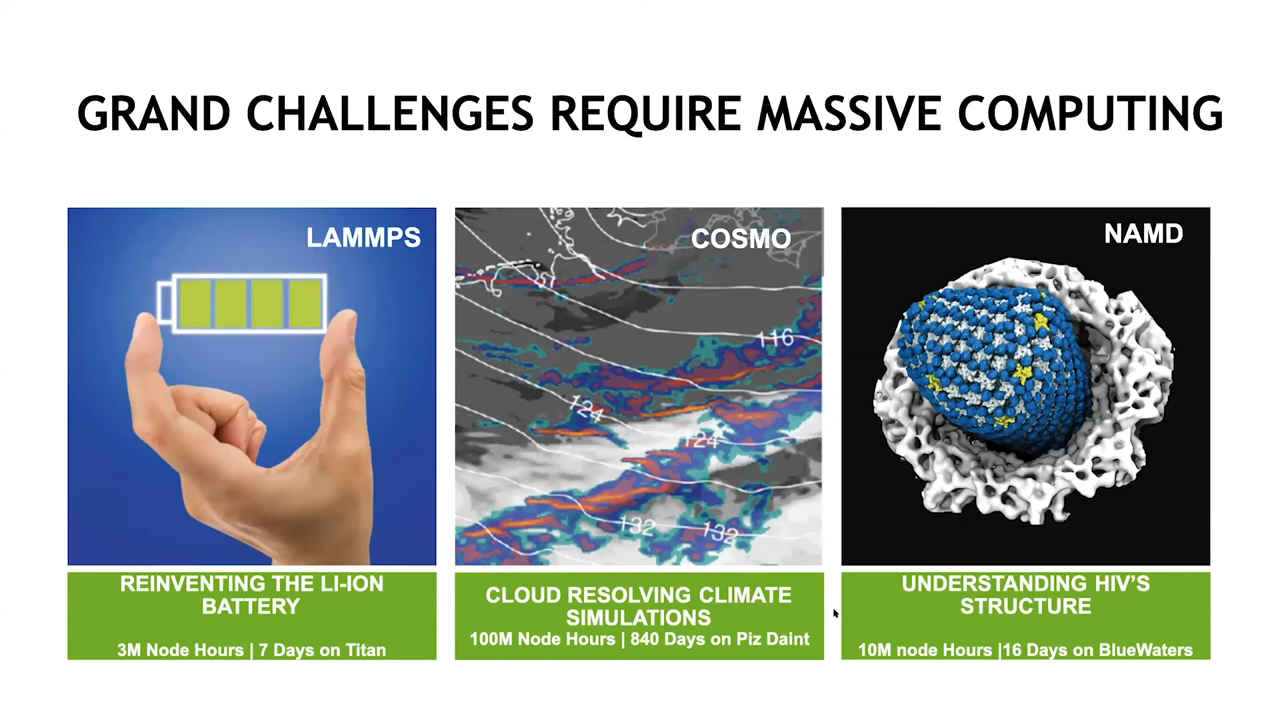 GRAND CHALLENGES REQUIRE MASSIVE COMPUTING
LAMMPS
REINVENTING THE LI-ION
BATTERY
3M Node Hours | 7 Days on Titan
COSMO
116
124
124
132
132
CLOUD RESOLVING CLIMATE
SIMULATIONS
100M Node Hours | 840 Days on Piz Daint
NAMD
UNDERSTANDING HIV'S
STRUCTURE
10M node Hours |16 Days on BlueWaters